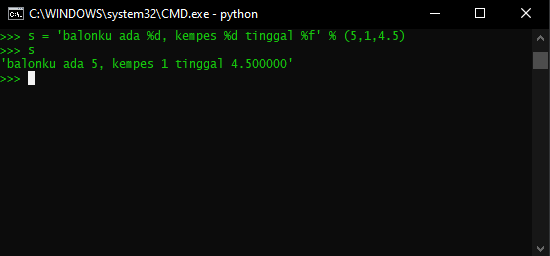 C:\WINDOWS\system32\CMD.exe - python
>>> s = 'balonku ada %d, kempes %d tinggal %f' % (5,1,4.5)
>>> s
'balonku ada 5, kempes 1 tinggal 4.500000'
>>>